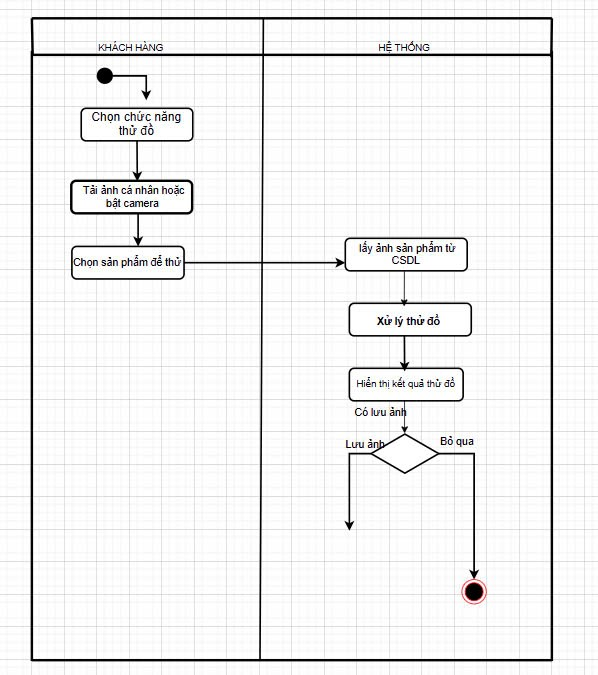 KHÁCH HÀNG
HỆ THỐNG
Chọn chức năng
thử đồ
Tải ảnh cá nhân hoặc
bật camera
Chọn sản phẩm để thử
lấy ảnh sản phẩm từ
CSDL
Xử lý thử đồ
Hiển thị kết quả thử đồ
Có lưu ảnh
Lưu ảnh
Bỏ qua